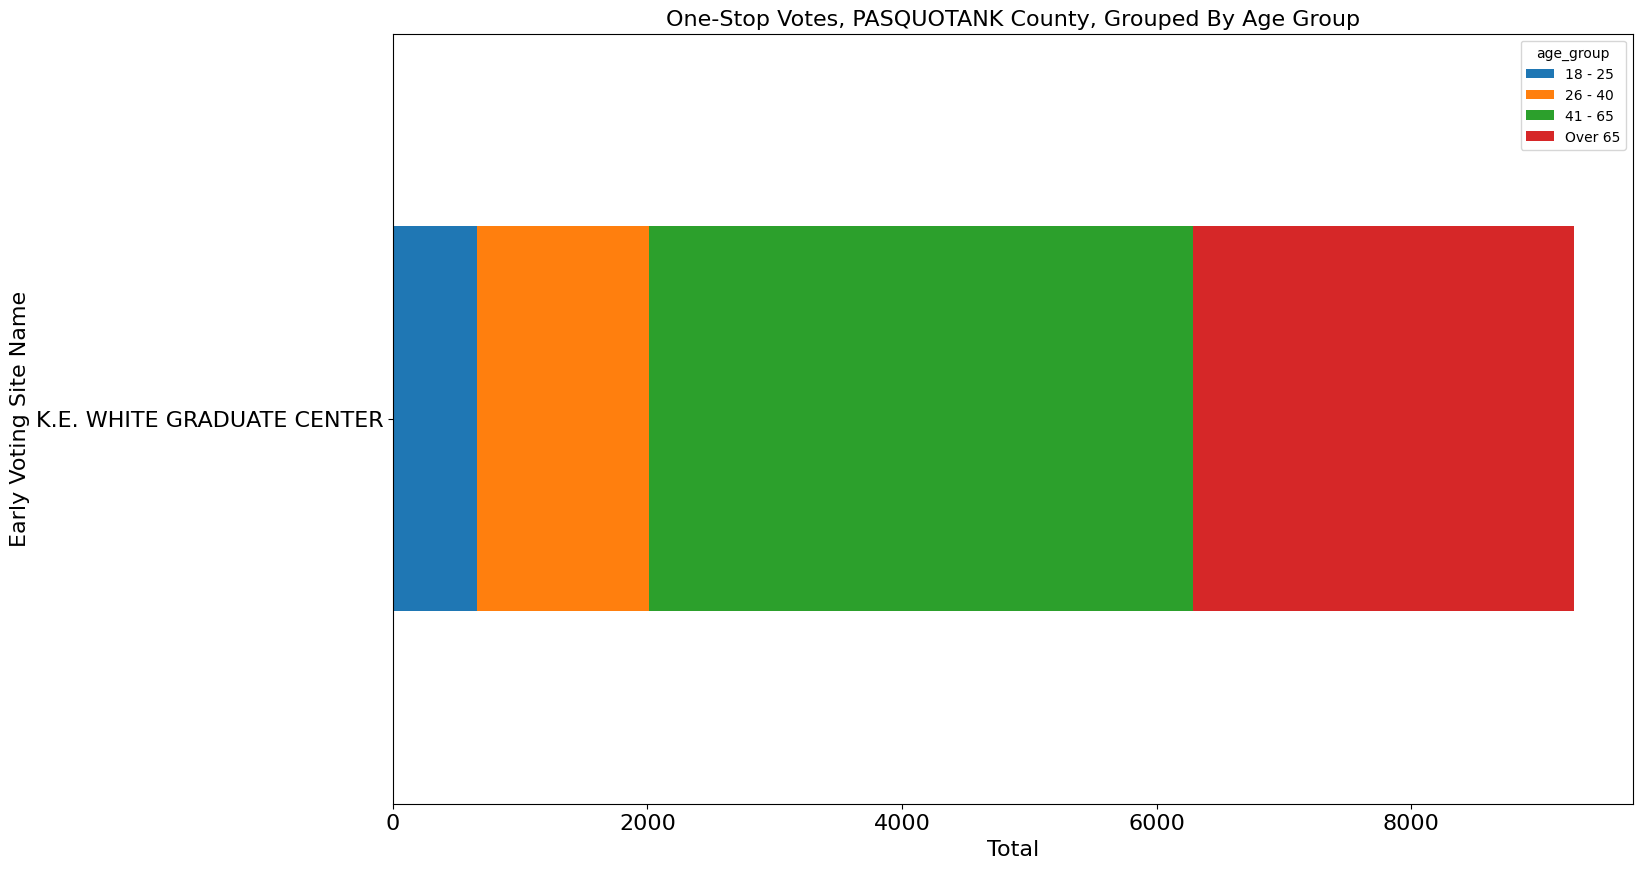 One-Stop Votes, PASQUOTANK County, Grouped By Age Group
age_group
18 - 25
26 - 40
41 - 65
Over 65
Early Voting Site Name
K.E. WHITE GRADUATE CENTER
0 2000 4000 6000 8000
Total